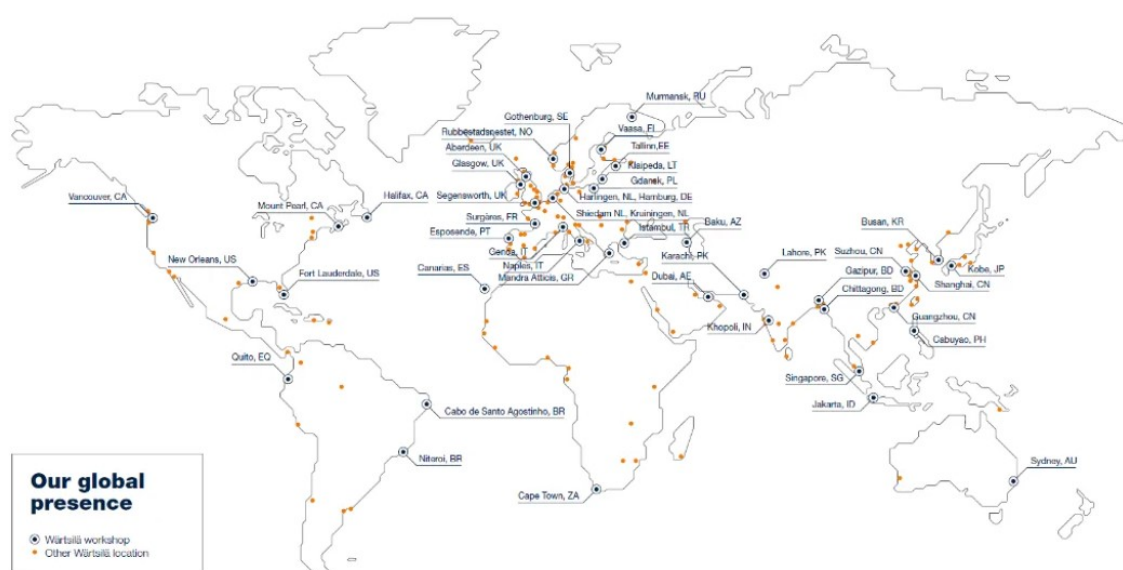 Murmansk, RU
Gothenburg, SE
Vaasa, FI
Rubbestadsneset, NO
Tallinn,EE
Aberdeen, UK
Klaipeda, LT
Glasgow, UK
Gdansk, PL
Vancouver, CA
Halifax, CA
Segensworth, UK
Harlingen, NL, Hamburg, DE
Mount Pearl, CA
Shiedam NL, Kruiningen, NL
Surgères, FR
Baku, AZ
Busan, KR
Esposende, PT
Istanbul, TR
Genoa, IT
Karachi, PK
Lahore, PK
Suzhou, CN
New Orleans, US
Naples, IT
Kobe, JP
Fort Lauderdale, US
Canarias, ES
Mandra Atticis, GR
Dubai, AE
Gazipur, BD
Shanghai, CN
Chittagong, BD
Guangzhou, CN
Khopoli, IN
Cabuyao, PH
Quito, EQ
Singapore, SG
Jakarta, ID
Cabo de Santo Agostinho, BR
Niteroi, BR
Sydney, AU
Cape Town, ZA
Our global
presence
Wärtsilä workshop
Other Wärtsilä location